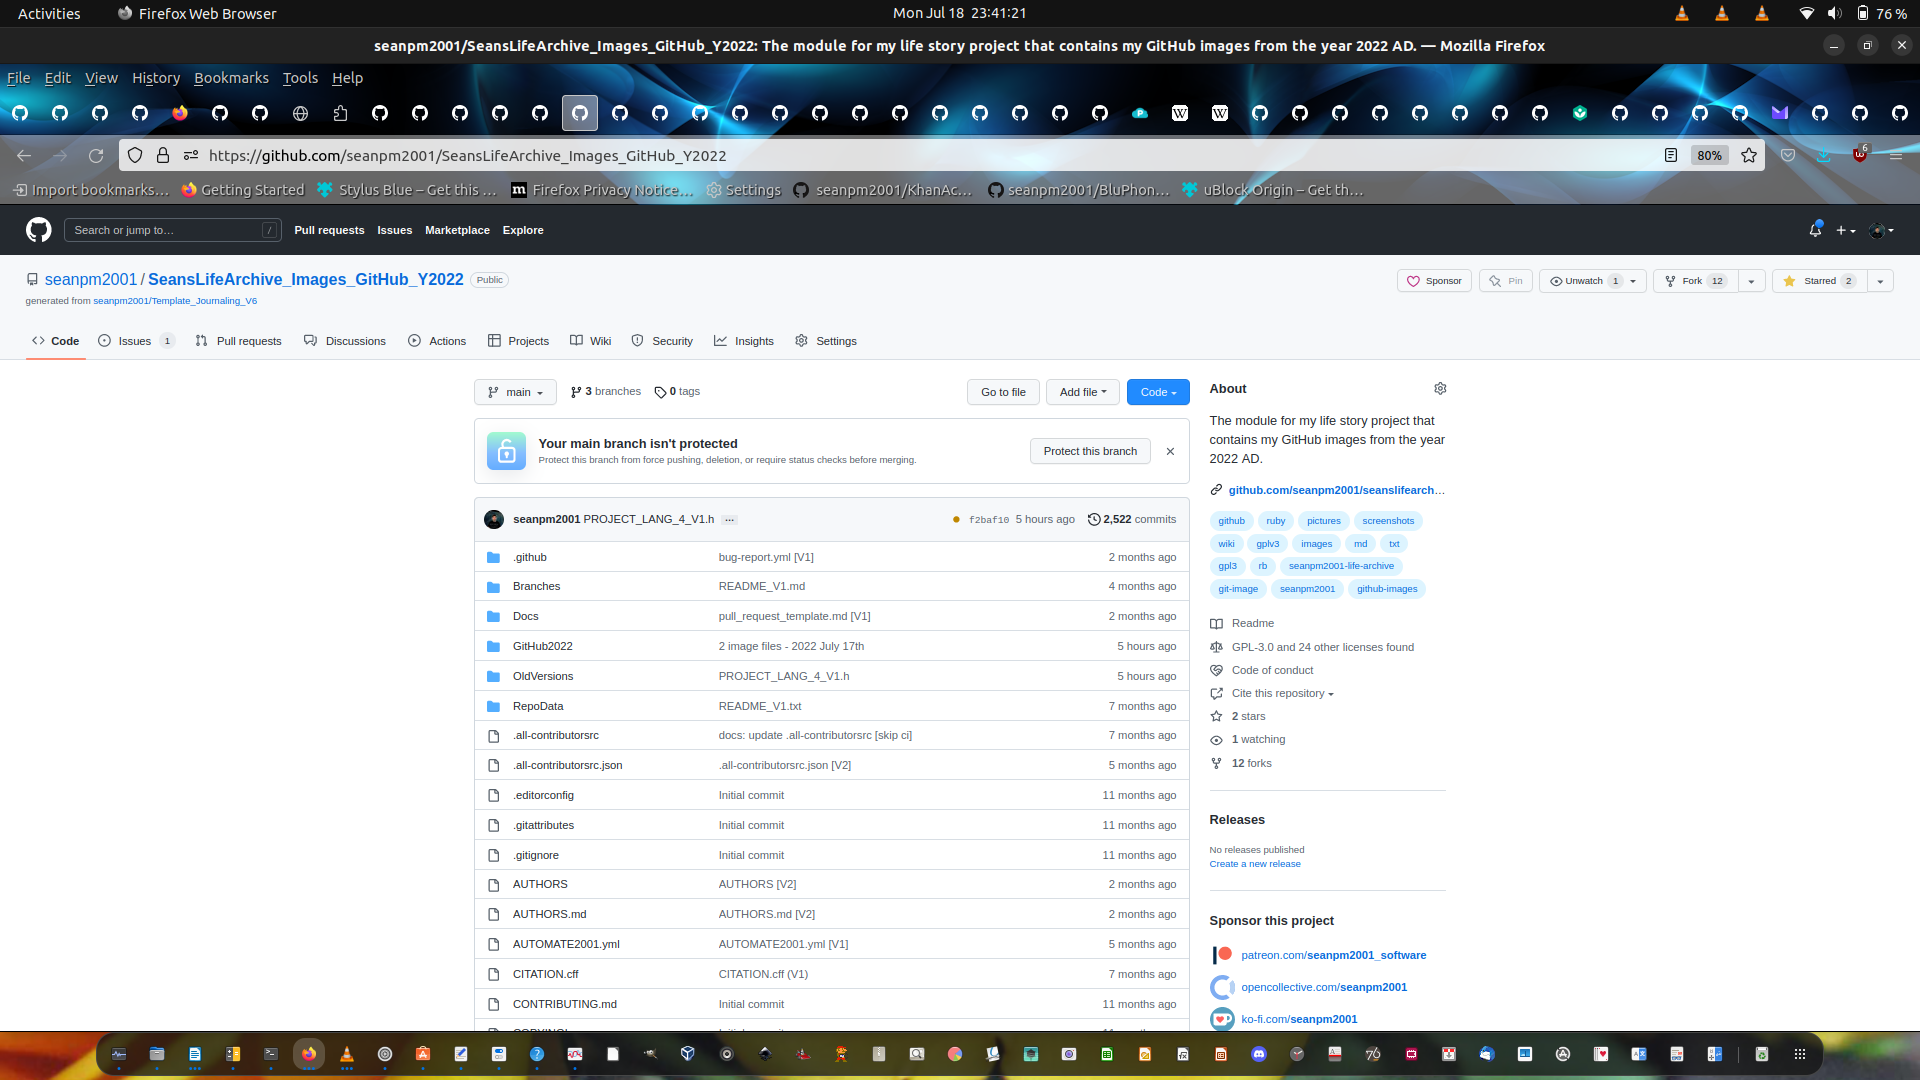 Activities Firefox Web Browser Mon Jul 18 23:41:21 76 %
seanpm2001/SeansLifeArchive_Images_GitHub_Y2022: The module for my life story project that contains my GitHub images from the year 2022 AD. — Mozilla Firefox
File Edit View History Bookmarks Tools Help
https://github.com/seanpm2001/SeansLifeArchive_Images_GitHub_Y2022 80% 6
Import bookmarks... Getting Started Stylus Blue – Get this ... Firefox Privacy Notice... Settings seanpm2001/KhanAc... seanpm2001/BluPhon... uBlock Origin – Get th...
Search or jump to... / Pull requests Issues Marketplace Explore
seanpm2001 / SeansLifeArchive_Images_GitHub_Y2022 Public Sponsor Pin Unwatch 1 Fork 12 Starred 2
generated from seanpm2001/Template_Journaling_V6
Code Issues 1 Pull requests Discussions Actions Projects Wiki Security Insights Settings
main 3 branches 0 tags Go to file Add file Code
Your main branch isn't protected
Protect this branch from force pushing, deletion, or require status checks before merging.
Protect this branch
seanpm2001 PROJECT_LANG_4_V1.h ... f2baf10 5 hours ago 2,522 commits
.github bug-report.yml [V1] 2 months ago
Branches README_V1.md 4 months ago
Docs pull_request_template.md [V1] 2 months ago
GitHub2022 2 image files - 2022 July 17th 5 hours ago
OldVersions PROJECT_LANG_4_V1.h 5 hours ago
RepoData README_V1.txt 7 months ago
.all-contributorsrc docs: update .all-contributorsrc [skip ci] 7 months ago
.all-contributorsrc.json .all-contributorsrc.json [V2] 5 months ago
.editorconfig Initial commit 11 months ago
.gitattributes Initial commit 11 months ago
.gitignore Initial commit 11 months ago
AUTHORS AUTHORS [V2] 2 months ago
AUTHORS.md AUTHORS.md [V2] 2 months ago
AUTOMATE2001.yml AUTOMATE2001.yml [V1] 5 months ago
CITATION.cff CITATION.cff (V1) 7 months ago
CONTRIBUTING.md Initial commit 11 months ago
About
The module for my life story project that
contains my GitHub images from the year
2022 AD.
github.com/seanpm2001/seanslifearch...
github ruby pictures screenshots
wiki gplv3 images md txt
gpl3 rb seanpm2001-life-archive
git-image seanpm2001 github-images
Readme
GPL-3.0 and 24 other licenses found
Code of conduct
Cite this repository
2 stars
1 watching
12 forks
Releases
No releases published
Create a new release
Sponsor this project
patreon.com/seanpm2001_software
opencollective.com/seanpm2001
ko-fi.com/seanpm2001